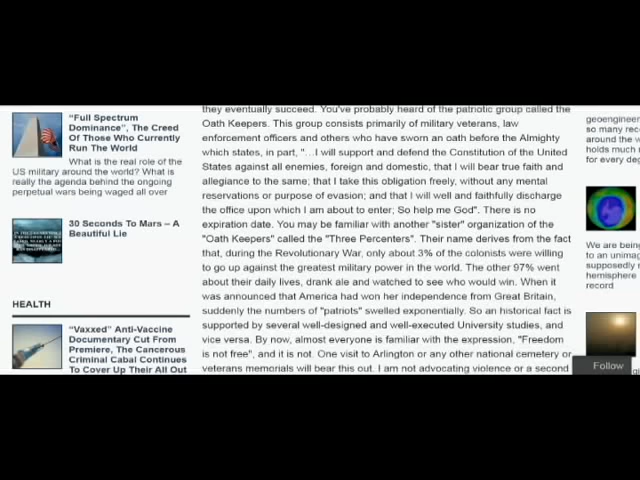 "Full Spectrum
Dominance", The Creed
Of Those Who Currently
Run The World
What is the real role of the
US military around the world? What is
really the agenda behind the ongoing
perpetual wars being waged all over
30 Seconds To Mars – A
Beautiful Lie
HEALTH
"Vaxxed" Anti-Vaccine
Documentary Cut From
Premiere, The Cancerous
Criminal Cabal Continues
To Cover Up Their All Out
they eventually succeed. You've probably heard of the patriotic group called the
Oath Keepers. This group consists primarily of military veterans, law
enforcement officers and others who have sworn an oath before the Almighty
which states, in part, "...I will support and defend the Constitution of the United
States against all enemies, foreign and domestic, that I will bear true faith and
allegiance to the same; that I take this obligation freely, without any mental
reservations or purpose of evasion; and that I will well and faithfully discharge
the office upon which I am about to enter; So help me God". There is no
expiration date. You may be familiar with another "sister" organization of the
"Oath Keepers" called the "Three Percenters". Their name derives from the fact
that, during the Revolutionary War, only about 3% of the colonists were willing
to go up against the greatest military power in the world. The other 97% went
about their daily lives, drank ale and watched to see who would win. When it
was announced that America had won her independence from Great Britain,
suddenly the numbers of "patriots" swelled exponentially. So an historical fact is
supported by several well-designed and well-executed University studies, and
vice versa. By now, almost everyone is familiar with the expression, "Freedom
is not free", and it is not. One visit to Arlington or any other national cemetery or
veterans memorials will bear this out. I am not advocating violence or a second
geoengineer
so many reco
around the w
holds much r
for every deg
We are being
to an unimag
supposedly r
hemisphere
record
Follow